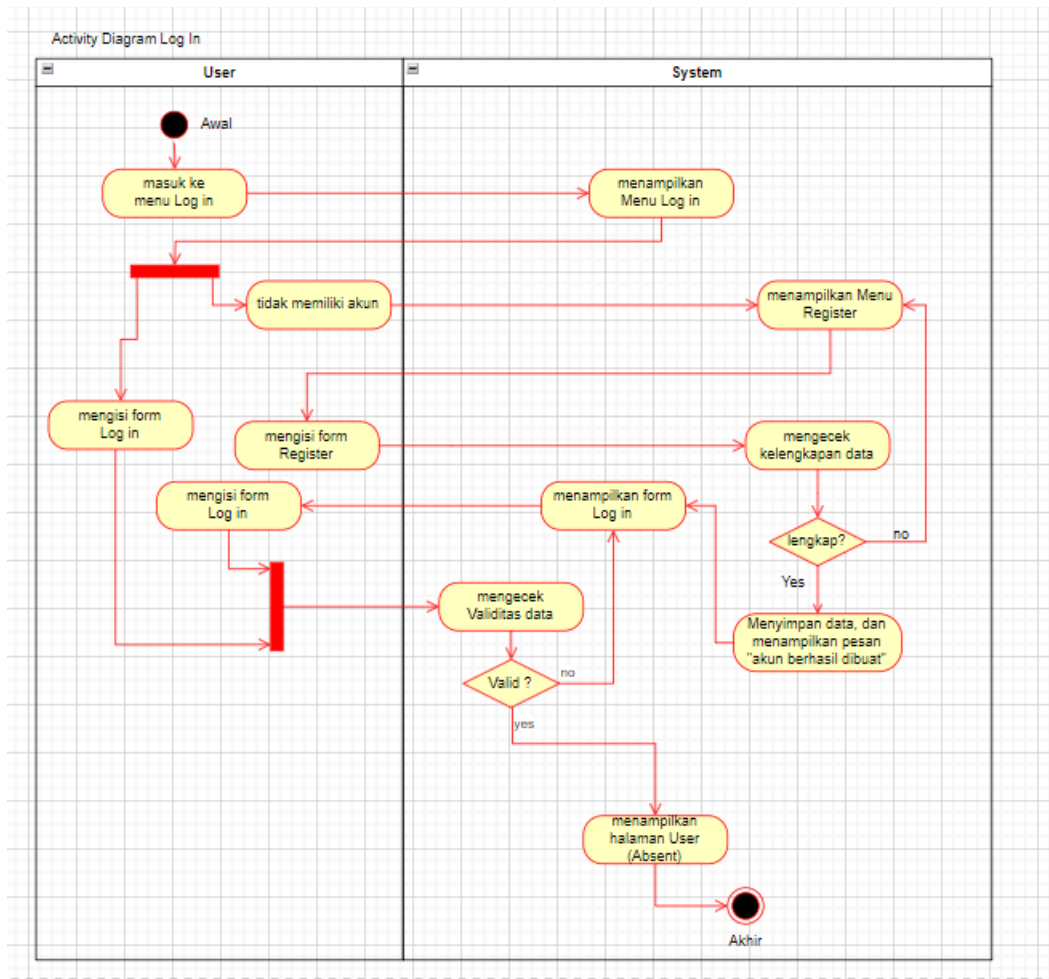 Activity Diagram Log In
User
System
Awal
masuk ke
menu Log in
menampilkan
Menu Log in
tidak memiliki akun
menampilkan Menu
Register
mengisi form
Log in
mengisi form
Register
mengecek
kelengkapan data
mengisi form
Log in
menampilkan form
Log in
lengkap?
no
Yes
mengecek
Validitas data
Menyimpan data, dan
menampilkan pesan
"akun berhasil dibuat"
Valid ?
no
yes
menampilkan
halaman User
(Absent)
Akhir